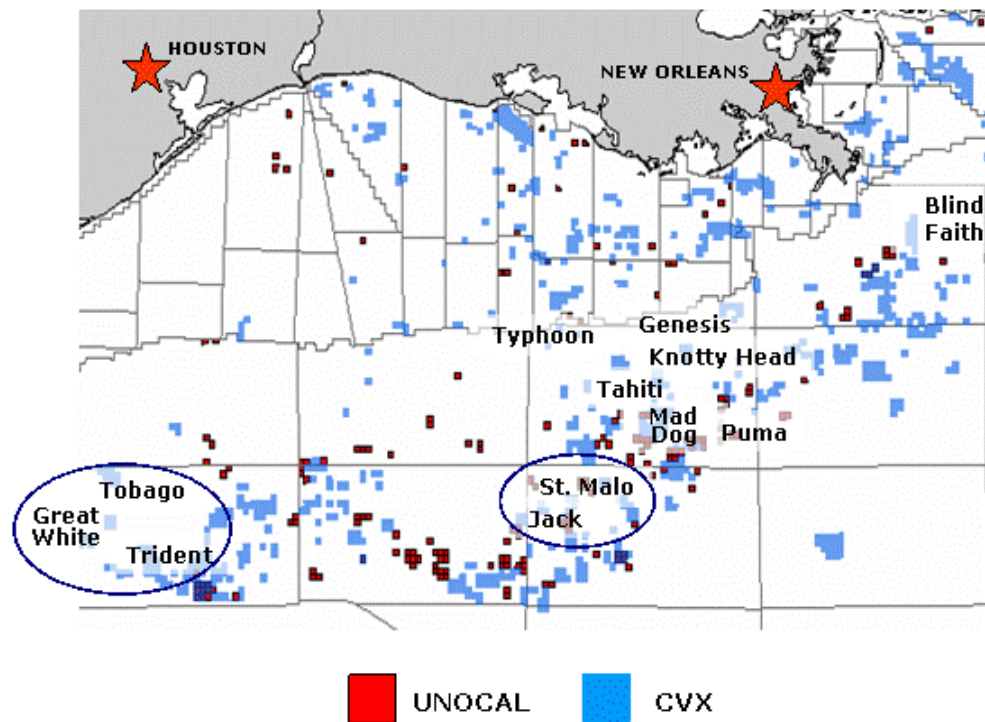 HOUSTON
NEW ORLEANS
Blind
Faith
Typhoon
Genesis
Knotty Head
Tahiti
Mad
Dog
Puma
Tobago
Great
White
Trident
St. Malo
Jack
UNOCAL
CVX